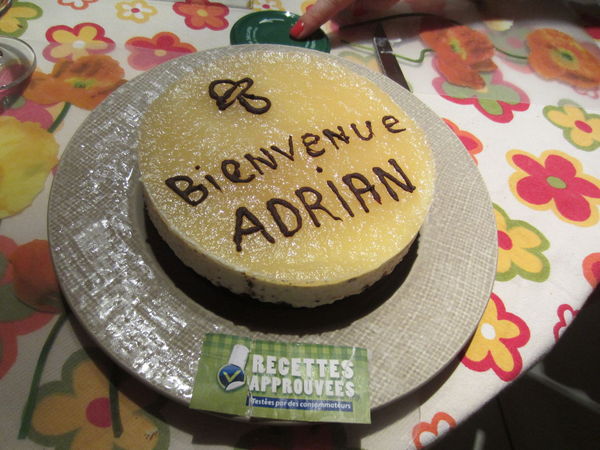 BIENVENUE
ADRIAN
RECETTES
APPROUVÉES
Testées par des consommateurs